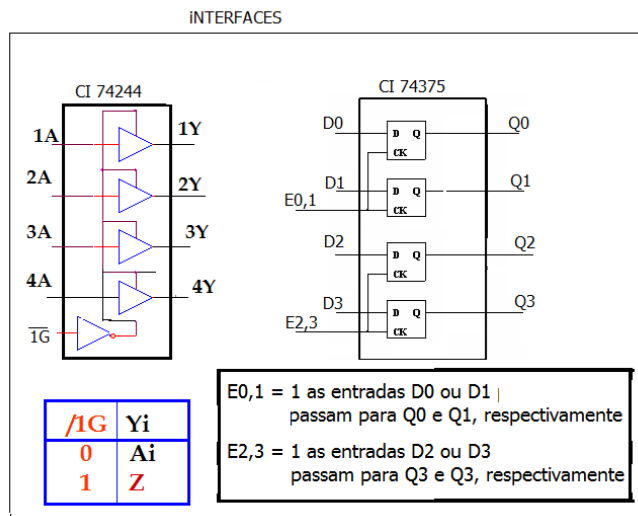 iNTERFACES
CI 74244
1A
1Y
2A
2Y
3A
3Y
4A
4Y
1G
CI 74375
D0
D Q
CK
Q0
D1
D Q
CK
Q1
E0,1
D2
D Q
CK
Q2
D3
D Q
CK
Q3
E2,3
/1G Yi
0 Ai
1 Z
E0,1 = 1 as entradas D0 ou D1
passam para Q0 e Q1, respectivamente
E2,3 = 1 as entradas D2 ou D3
passam para Q3 e Q3, respectivamente